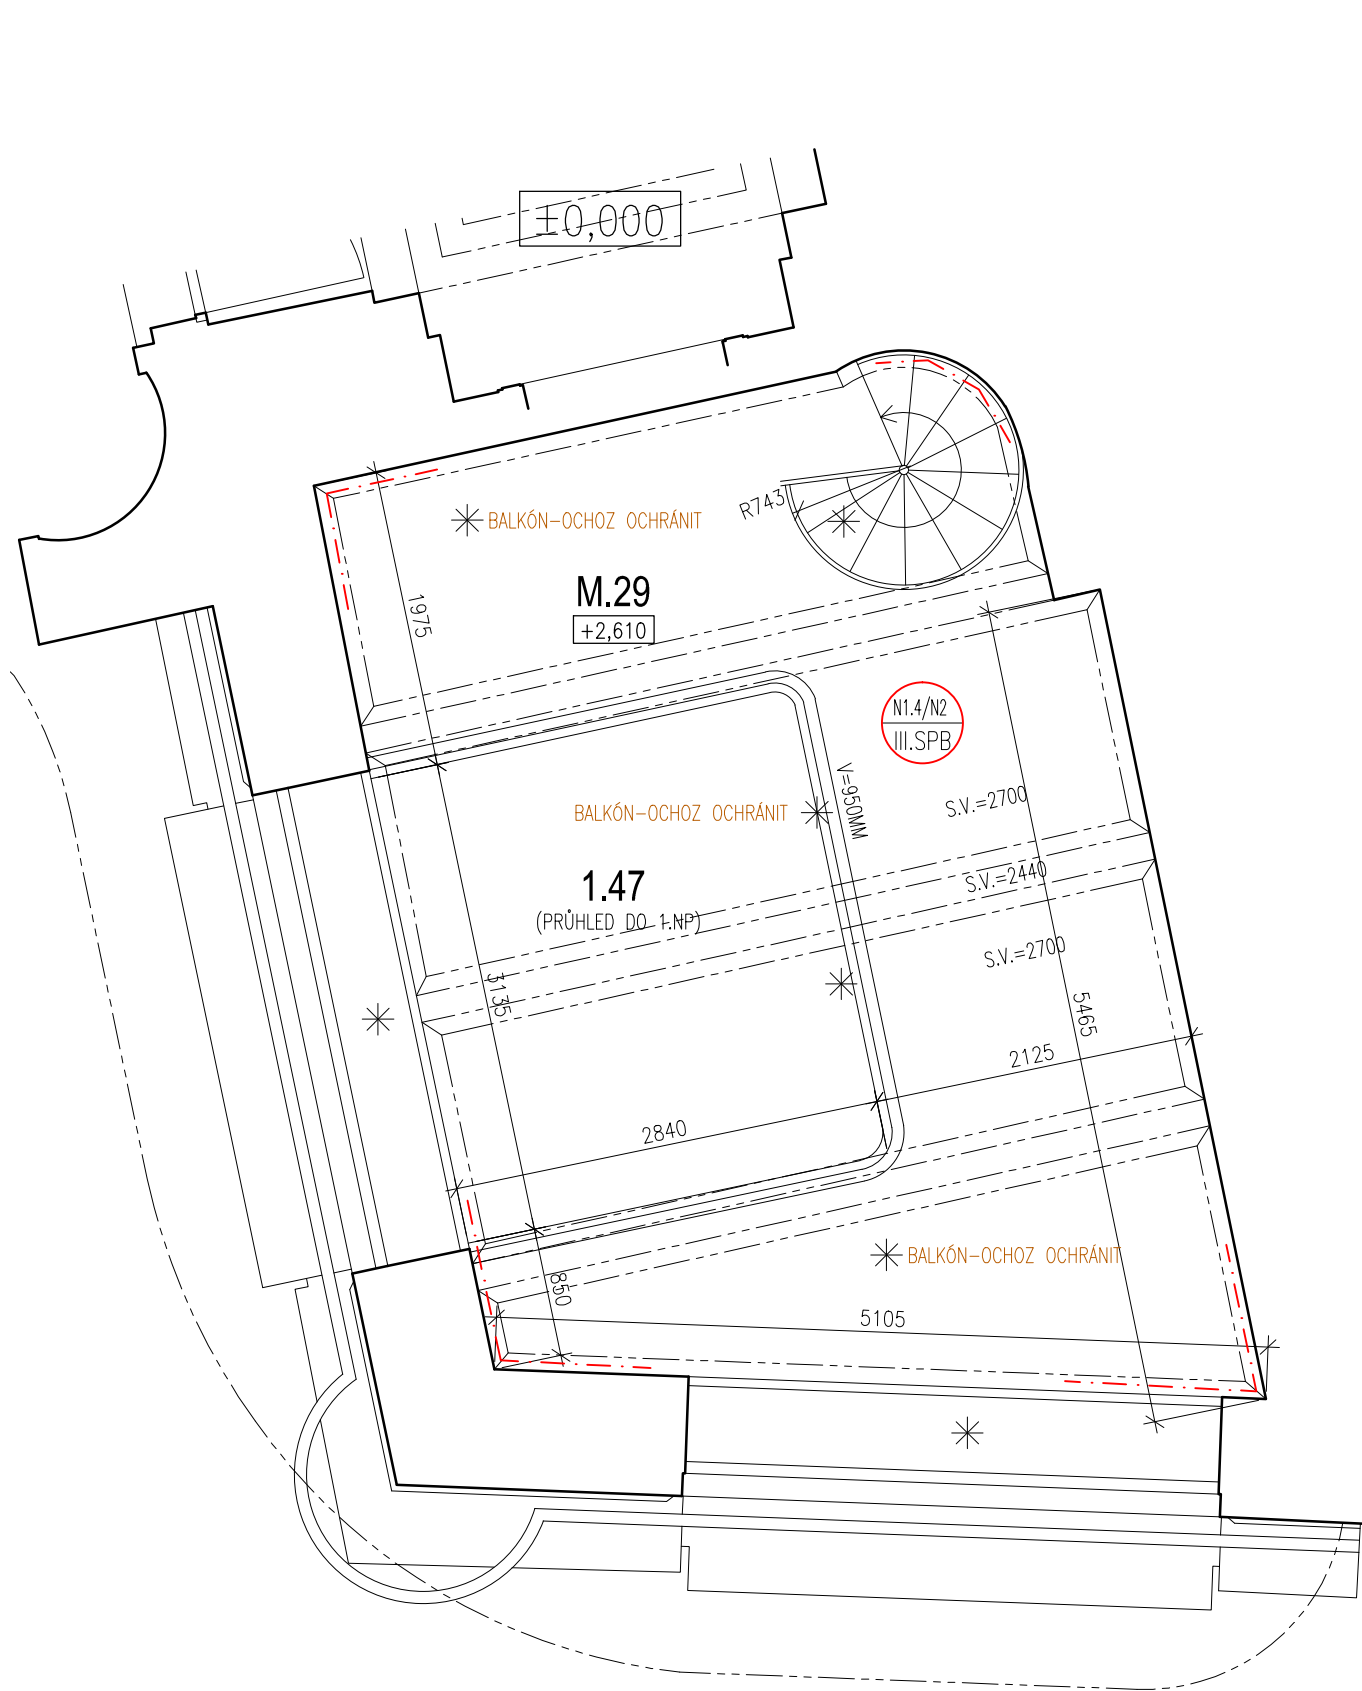 ±0,000
R743
BALKÓN-OCHOZ OCHRÁNIT
M.29
+2,610
1975
N1.4/N2
III.SPB
V=950MM
S.V.=2700
BALKÓN-OCHOZ OCHRÁNIT
1.47
(PRŮHLED DO 1.NP)
S.V.=2440
S.V.=2700
3135
5465
2125
2840
BALKÓN-OCHOZ OCHRÁNIT
850
5105